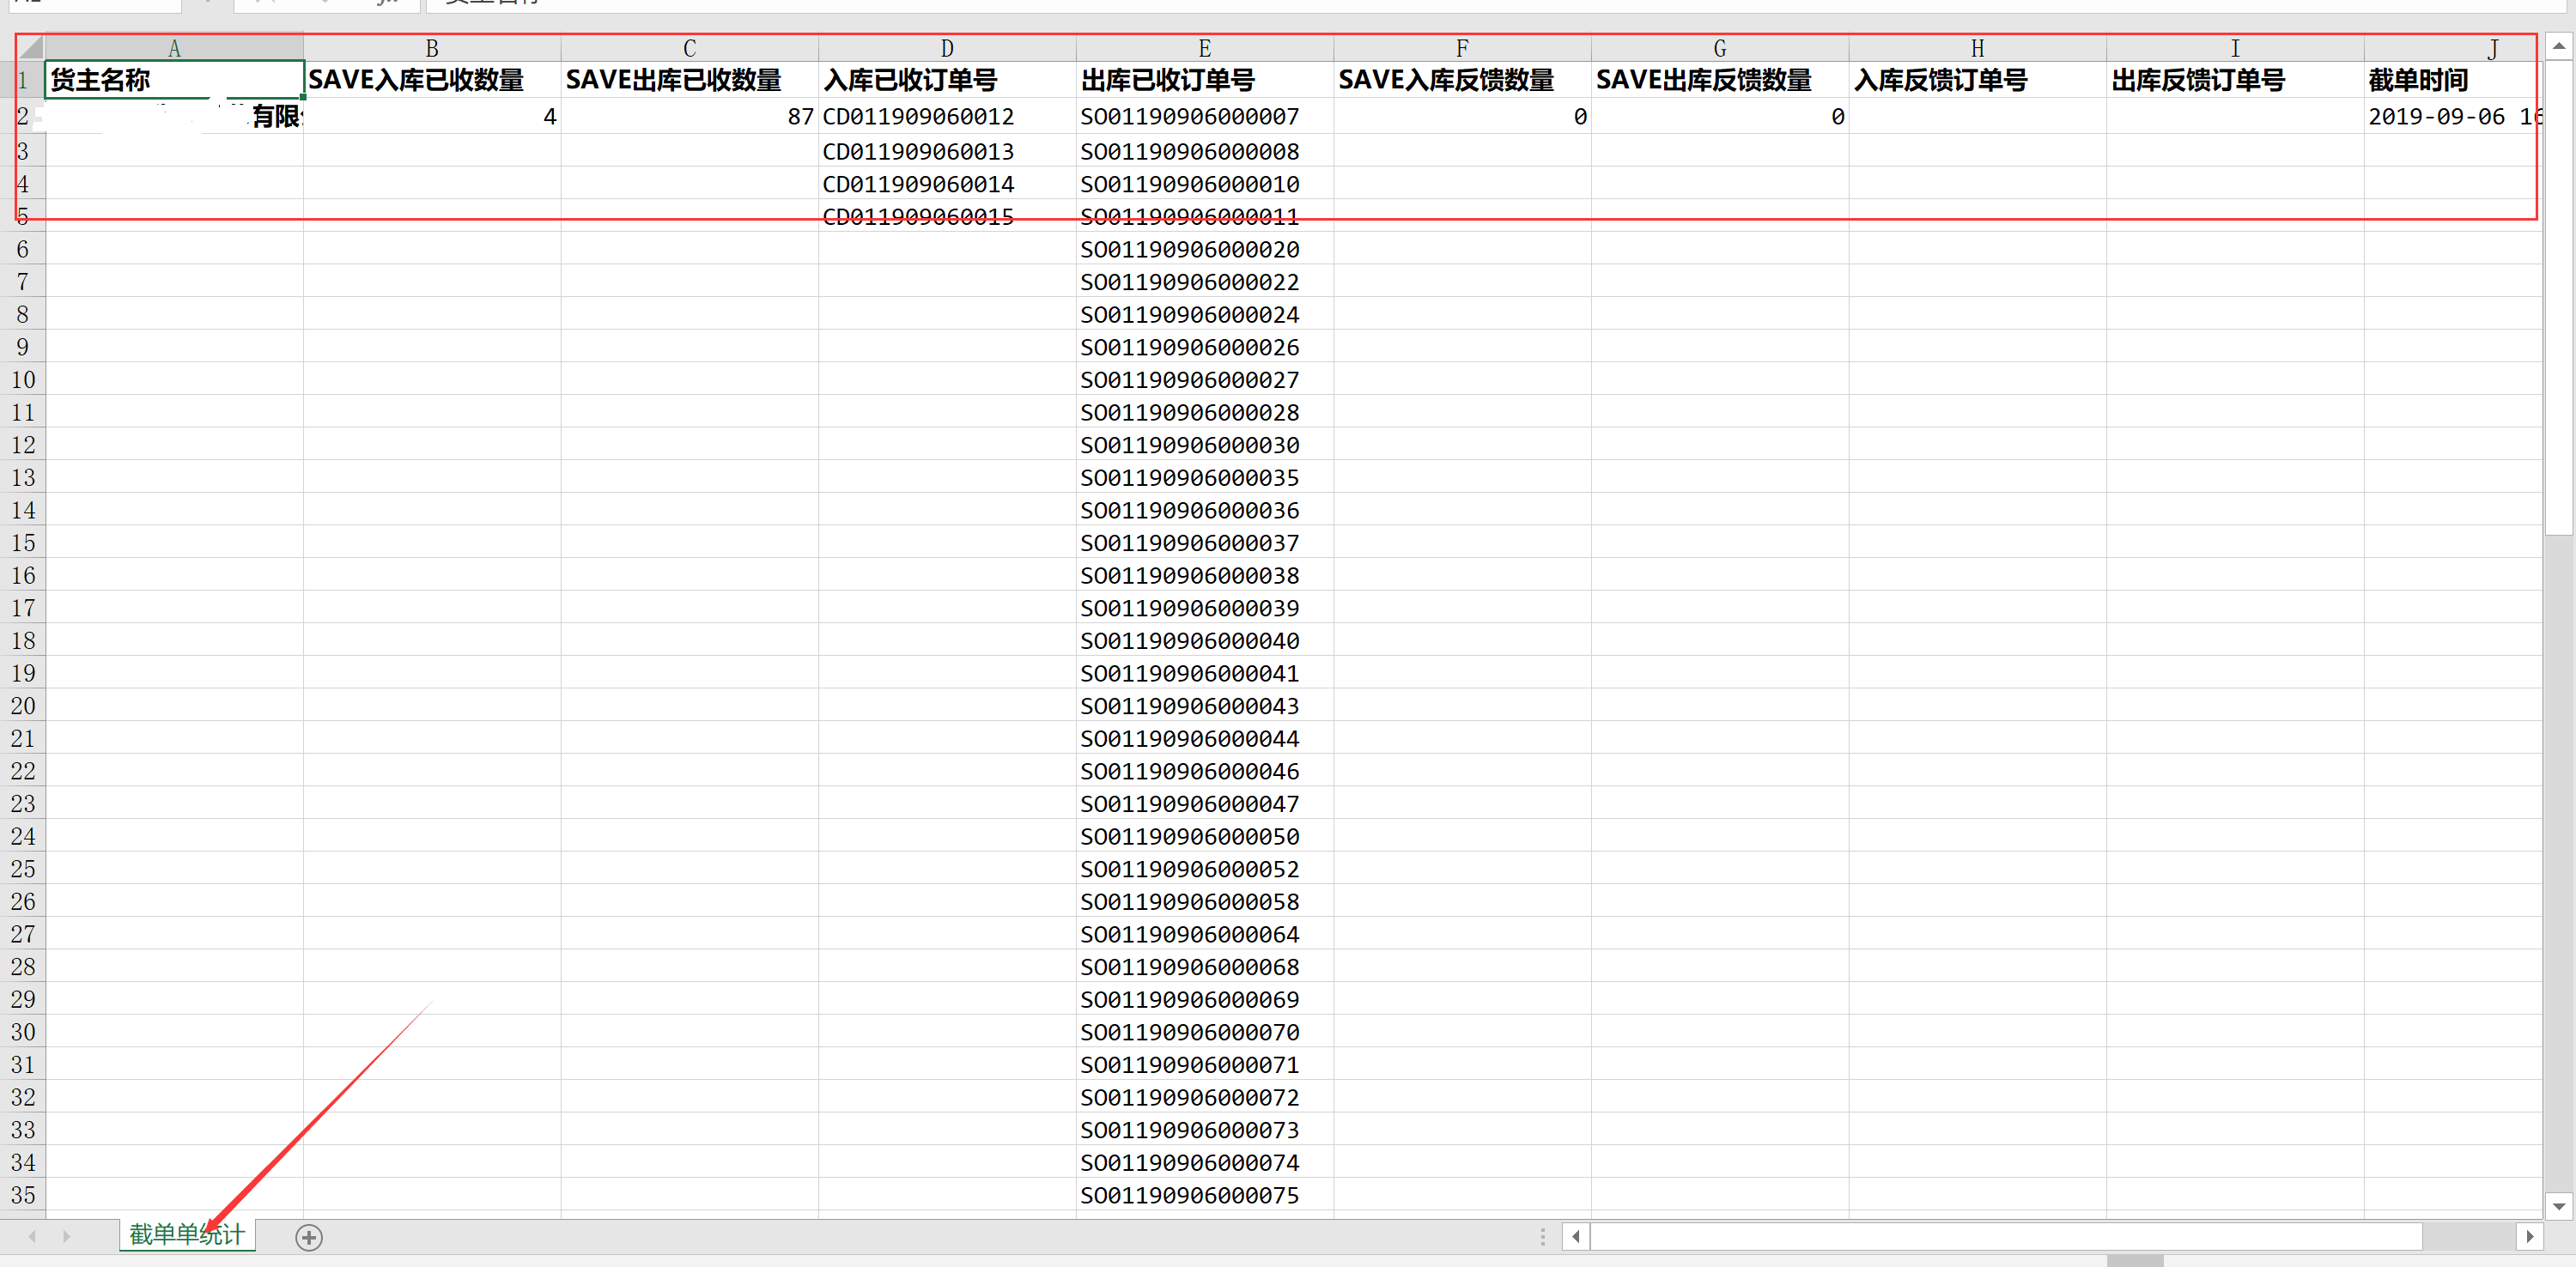 A B C D E F G H I J
1 货主名称 SAVE入库已收数量 SAVE出库已收数量 入库已收订单号 出库已收订单号 SAVE入库反馈数量 SAVE出库反馈数量 入库反馈订单号 出库反馈订单号 截单时间
2 有限 4 87 CD011909060012 SO01190906000007 0 0 2019-09-06 16
3 CD011909060013 SO01190906000008
4 CD011909060014 SO01190906000010
5 CD011909060015 SO01190906000011
6 SO01190906000020
7 SO01190906000022
8 SO01190906000024
9 SO01190906000026
10 SO01190906000027
11 SO01190906000028
12 SO01190906000030
13 SO01190906000035
14 SO01190906000036
15 SO01190906000037
16 SO01190906000038
17 SO01190906000039
18 SO01190906000040
19 SO01190906000041
20 SO01190906000043
21 SO01190906000044
22 SO01190906000046
23 SO01190906000047
24 SO01190906000050
25 SO01190906000052
26 SO01190906000058
27 SO01190906000064
28 SO01190906000068
29 SO01190906000069
30 SO01190906000070
31 SO01190906000071
32 SO01190906000072
33 SO01190906000073
34 SO01190906000074
35 SO01190906000075
截单单统计